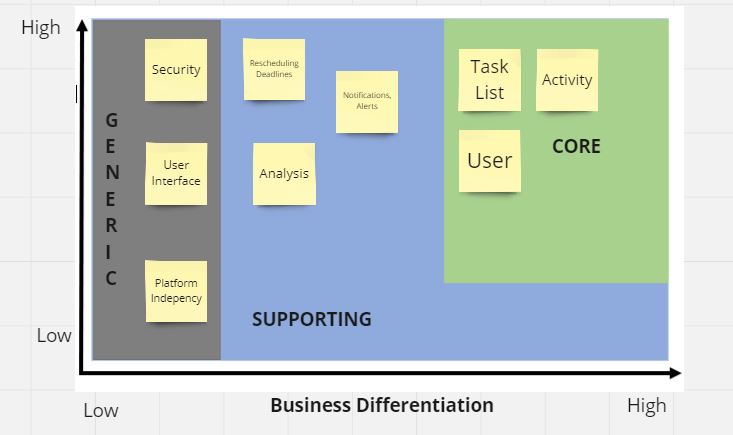 High
Security
Rescheduling
Deadlines
Notifications,
Alerts
Task
List
Activity
GENERIC
User
Interface
Analysis
User
CORE
Platform
Indepency
SUPPORTING
Low
Low
Business Differentiation
High